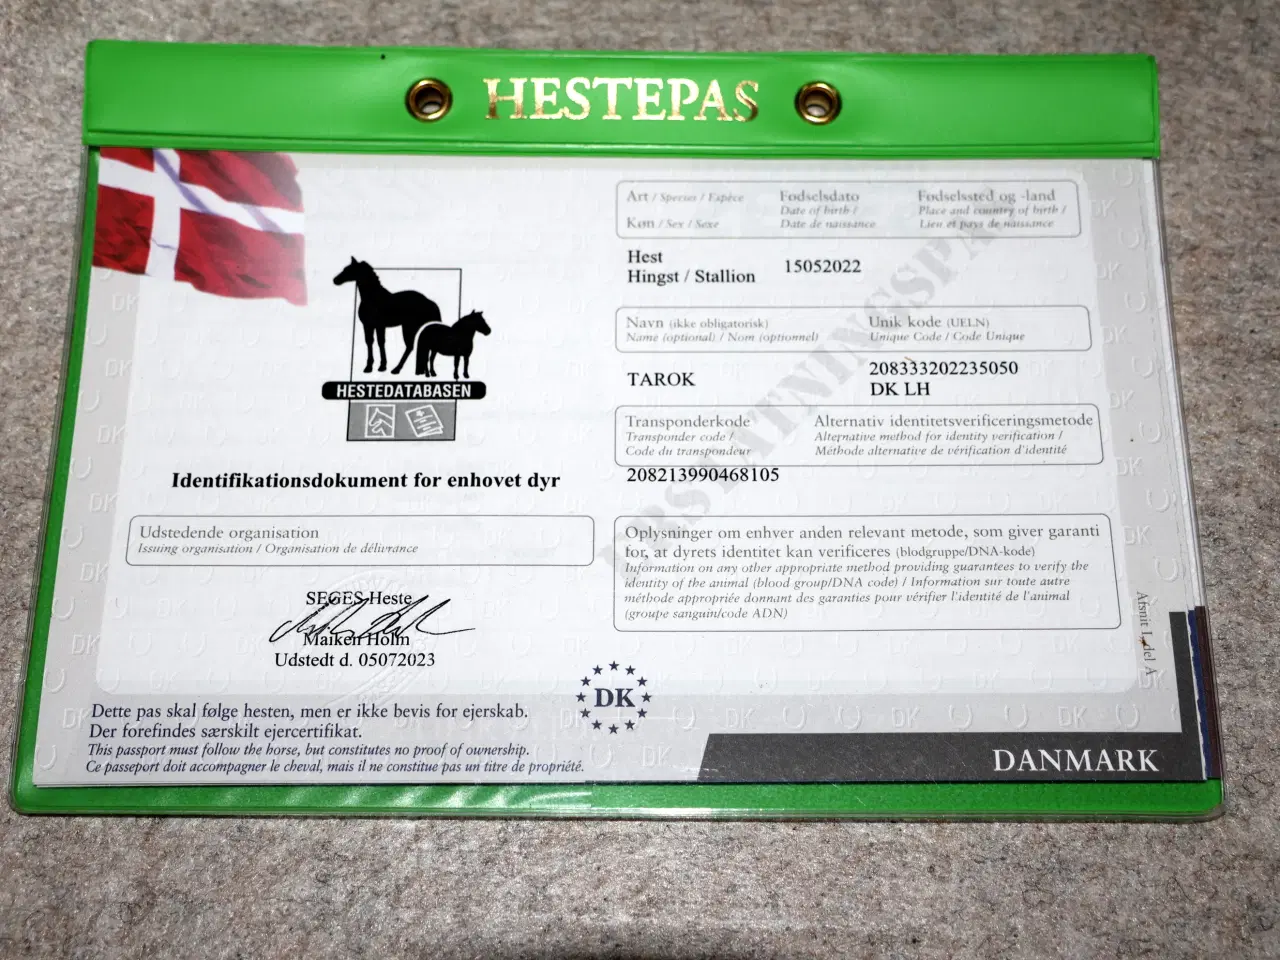 HESTEPAS
HESTEDATABASEN
Identifikationsdokument for enhovet dyr
Udstedende organisation
Issuing organisation / Organisation de délivrance
SEGES Heste
Maiken Holm
Udstedt d. 05072023
Dette pas skal følge hesten, men er ikke bevis for ejerskab.
Der forefindes særskilt ejercertifikat.
This passport must follow the horse, but constitutes no proof of ownership.
Ce passeport doit accompagner le cheval, mais il ne constitue pas un titre de propriété.
Art / Species / Espèce
Køn / Sex / Sexe
Fødselsdato
Date of birth /
Date de naissance
Fødselssted og -land
Place and country of birth /
Lieu et pays de naissance
Hest
Hingst / Stallion
15052022
Navn (ikke obligatorisk)
Name (optional) / Nom (optionnel)
Unik kode (UELN)
Unique Code / Code Unique
TAROK
208333202235050
DK LH
Transponderkode
Transponder code /
Code du transpondeur
Alternativ identitetsverificeringsmetode
Alternative method for identity verification /
Méthode alternative de vérification d'identité
208213990468105
Oplysninger om enhver anden relevant metode, som giver garanti
for, at dyrets identitet kan verificeres (blodgruppe/DNA-kode)
Information on any other appropriate method providing guarantees to verify the
identity of the animal (blood group/DNA code) / Information sur toute autre
méthode appropriée donnant des garanties pour vérifier l'identité de l'animal
(groupe sanguin/code ADN)
Afsnit I, del A
DK
DANMARK